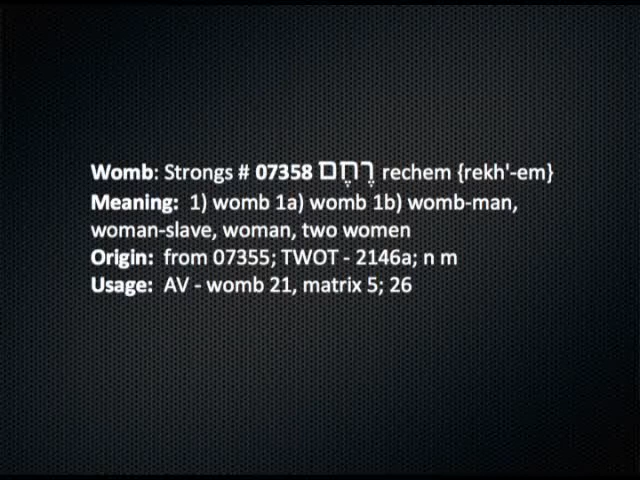 Womb: Strongs # 07358 רֶחֶם rechem {rekh'-em}
Meaning: 1) womb 1a) womb 1b) womb-man,
woman-slave, woman, two women
Origin: from 07355; TWOT - 2146a; n m
Usage: AV - womb 21, matrix 5; 26